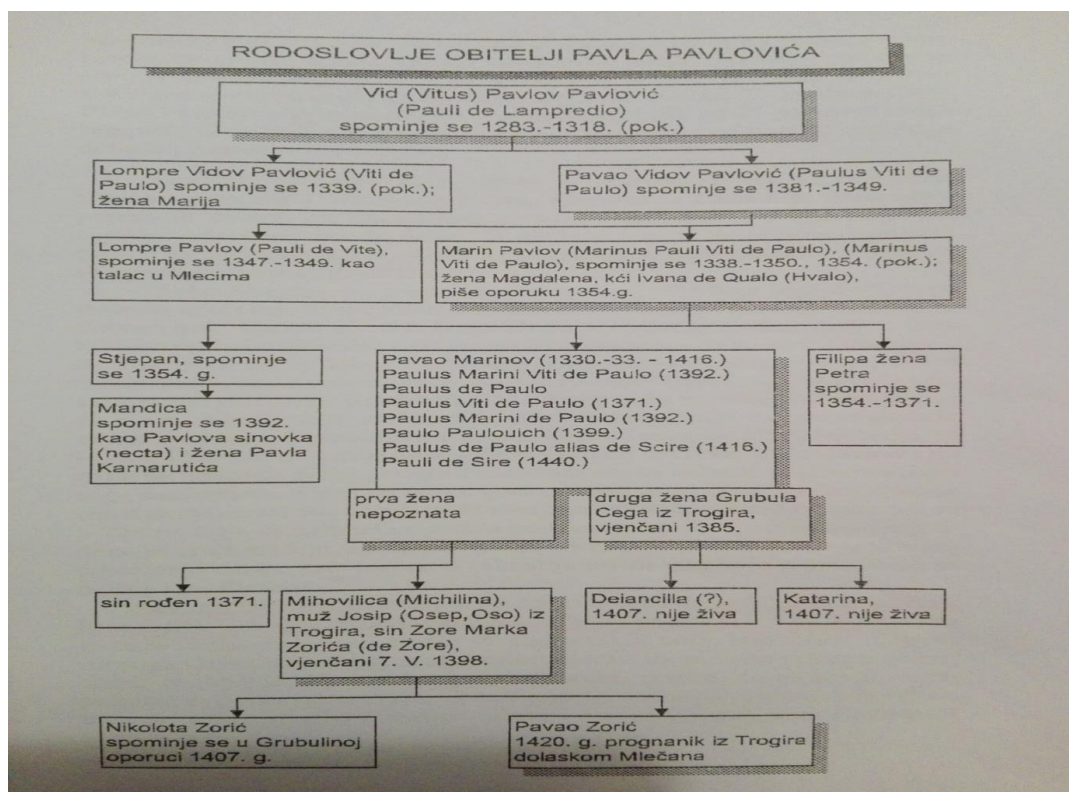 RODOSLOVLJE OBITELJI PAVLA PAVLOVIĆA
Vid (Vitus) Pavlov Pavlović
(Pauli de Lampredio)
spominje se 1283.-1318. (pok.)
Lompre Vidov Pavlović (Viti de
Paulo) spominje se 1339. (pok.);
žena Marija
Pavao Vidov Pavlović (Paulus Viti de
Paulo) spominje se 1381.-1349.
Lompre Pavlov (Pauli de Vite),
spominje se 1347.-1349. kao
talac u Mlecima
Marin Pavlov (Marinus Pauli Viti de Paulo), (Marinus
Viti de Paulo), spominje se 1338.-1350., 1354. (pok.);
žena Magdalena, kći Ivana de Qualo (Hvalo),
piše oporuku 1354.g.
Stjepan, spominje
se 1354. g.
Mandica
spominje se 1392.
kao Pavlova sinovka
(necta) i žena Pavla
Karnarutića
Pavao Marinov (1330.-33. - 1416.)
Paulus Marini Viti de Paulo (1392.)
Paulus de Paulo
Paulus Viti de Paulo (1371.)
Paulus Marini de Paulo (1392.)
Paulo Paulouich (1399.)
Paulus de Paulo alias de Scire (1416.)
Pauli de Sire (1440.)
Filipa žena
Petra
spominje se
1354.-1371.
prva žena
nepoznata
druga žena Grubula
Cega iz Trogira,
vjenčani 1385.
sin rođen 1371.
Mihovilica (Michilina),
muž Josip (Osep,Oso) iz
Trogira, sin Zore Marka
Zorića (de Zore),
vjenčani 7. V. 1398.
Deiancilla (?),
1407. nije živa
Katarina,
1407. nije živa
Nikolota Zorić
spominje se u Grubulinoj
oporuci 1407. g.
Pavao Zorić
1420. g. prognanik iz Trogira
dolaskom Mlečana